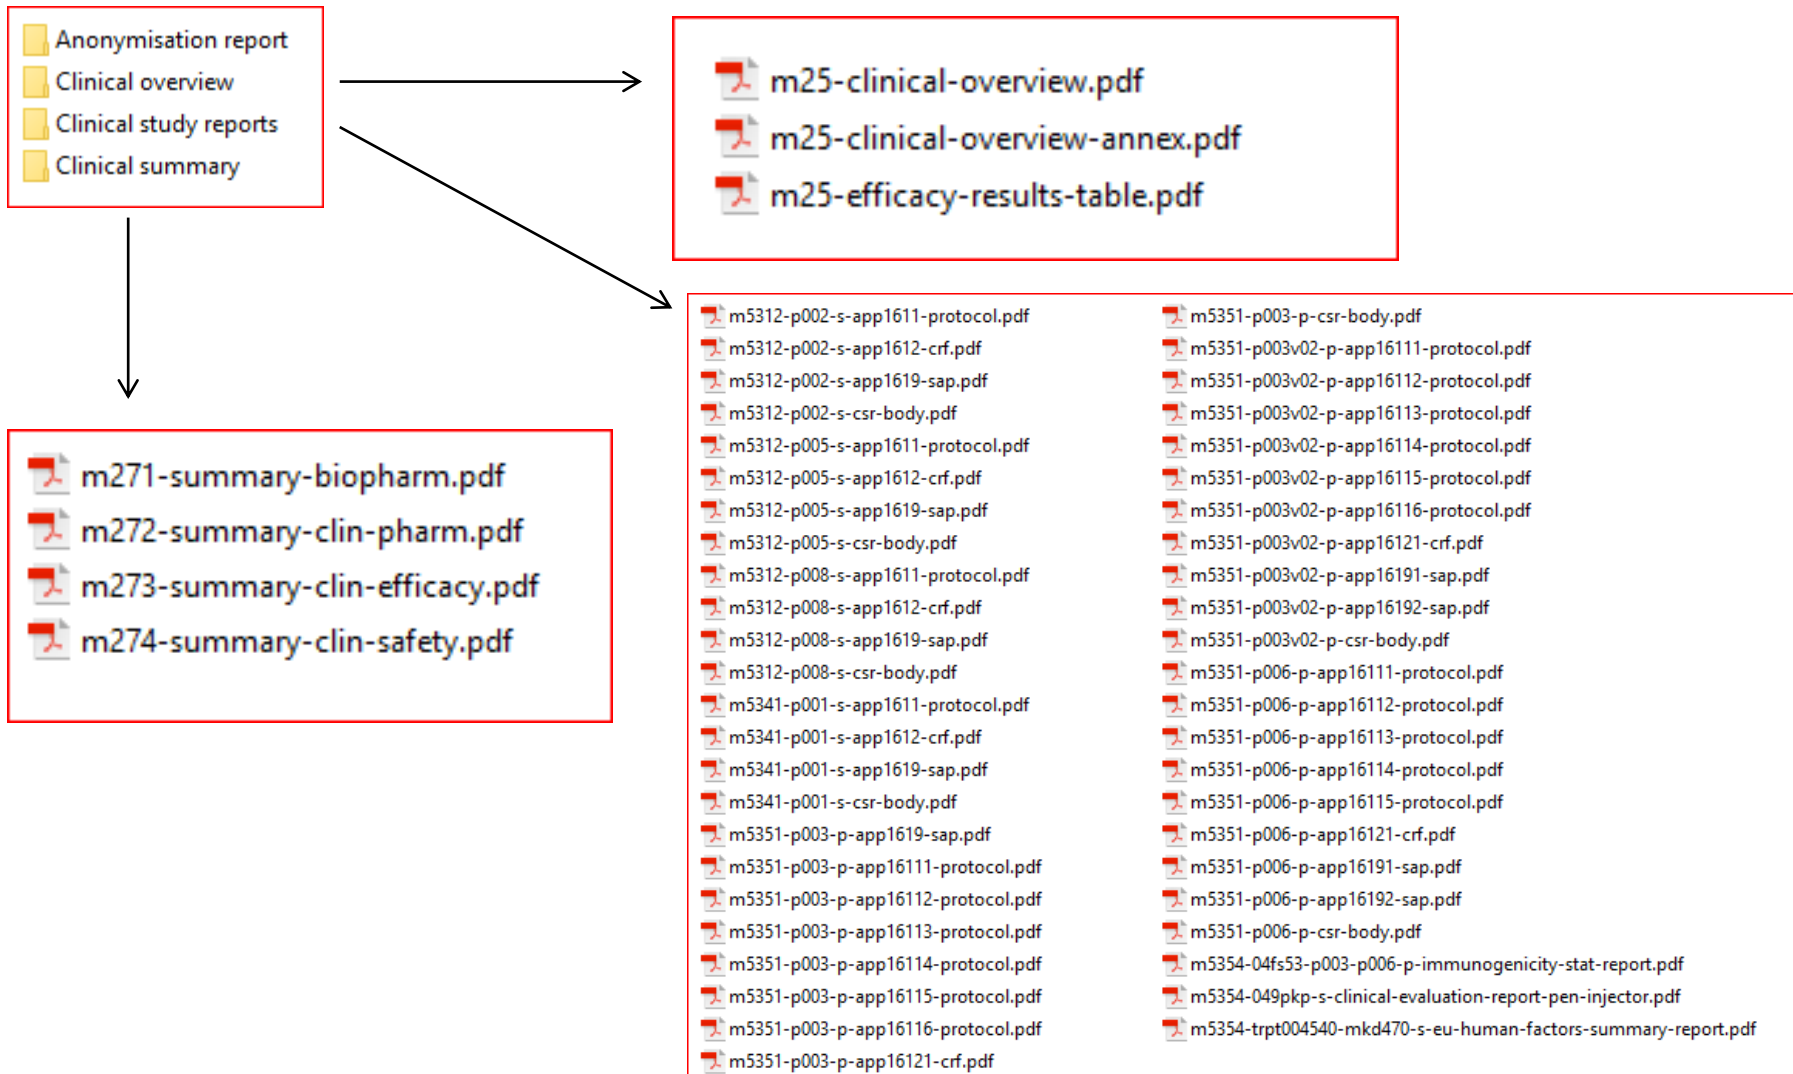 Anonymisation report
Clinical overview
Clinical study reports
Clinical summary
m25-clinical-overview.pdf
m25-clinical-overview-annex.pdf
m25-efficacy-results-table.pdf
m271-summary-biopharm.pdf
m272-summary-clin-pharm.pdf
m273-summary-clin-efficacy.pdf
m274-summary-clin-safety.pdf
m5312-p002-s-app1611-protocol.pdf
m5312-p002-s-app1612-crf.pdf
m5312-p002-s-app1619-sap.pdf
m5312-p002-s-csr-body.pdf
m5312-p005-s-app1611-protocol.pdf
m5312-p005-s-app1612-crf.pdf
m5312-p005-s-app1619-sap.pdf
m5312-p005-s-csr-body.pdf
m5312-p008-s-app1611-protocol.pdf
m5312-p008-s-app1612-crf.pdf
m5312-p008-s-app1619-sap.pdf
m5312-p008-s-csr-body.pdf
m5341-p001-s-app1611-protocol.pdf
m5341-p001-s-app1612-crf.pdf
m5341-p001-s-app1619-sap.pdf
m5341-p001-s-csr-body.pdf
m5351-p003-p-app1619-sap.pdf
m5351-p003-p-app16111-protocol.pdf
m5351-p003-p-app16112-protocol.pdf
m5351-p003-p-app16113-protocol.pdf
m5351-p003-p-app16114-protocol.pdf
m5351-p003-p-app16115-protocol.pdf
m5351-p003-p-app16116-protocol.pdf
m5351-p003-p-app16121-crf.pdf
m5351-p003-p-csr-body.pdf
m5351-p003v02-p-app16111-protocol.pdf
m5351-p003v02-p-app16112-protocol.pdf
m5351-p003v02-p-app16113-protocol.pdf
m5351-p003v02-p-app16114-protocol.pdf
m5351-p003v02-p-app16115-protocol.pdf
m5351-p003v02-p-app16116-protocol.pdf
m5351-p003v02-p-app16121-crf.pdf
m5351-p003v02-p-app16191-sap.pdf
m5351-p003v02-p-app16192-sap.pdf
m5351-p003v02-p-csr-body.pdf
m5351-p006-p-app16111-protocol.pdf
m5351-p006-p-app16112-protocol.pdf
m5351-p006-p-app16113-protocol.pdf
m5351-p006-p-app16114-protocol.pdf
m5351-p006-p-app16115-protocol.pdf
m5351-p006-p-app16121-crf.pdf
m5351-p006-p-app16191-sap.pdf
m5351-p006-p-app16192-sap.pdf
m5351-p006-p-csr-body.pdf
m5354-04fs53-p003-p006-p-immunogenicity-stat-report.pdf
m5354-049pkp-s-clinical-evaluation-report-pen-injector.pdf
m5354-trpt004540-mkd470-s-eu-human-factors-summary-report.pdf